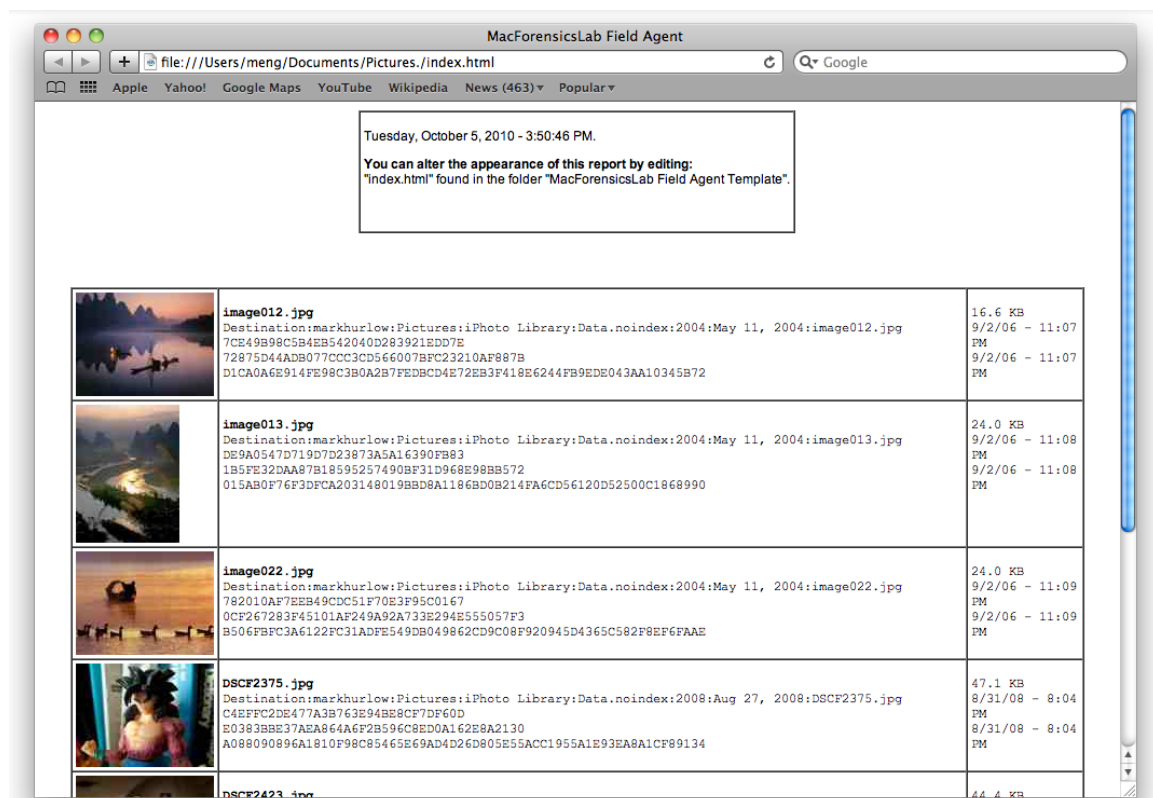 MacForensicsLab Field Agent
file:///Users/meng/Documents/Pictures./index.html
Google
Apple Yahoo! Google Maps YouTube Wikipedia News (463) Popular
Tuesday, October 5, 2010 - 3:50:46 PM.
You can alter the appearance of this report by editing:
"index.html" found in the folder "MacForensicsLab Field Agent Template".
image012.jpg
Destination:markhurlow:Pictures:iPhoto Library:Data.noindex:2004:May 11, 2004:image012.jpg
7CE49B98C5B4EB542040D283921EDD7E
72875D44ADB077CCC3CD566007BFC23210AF887B
D1CA0A6E914FE98C3B0A2B7FEDBCD4E72EB3F418E6244FB9EDE043AA10345B72
16.6 KB
9/2/06 - 11:07
PM
9/2/06 - 11:07
PM
image013.jpg
Destination:markhurlow:Pictures:iPhoto Library:Data.noindex:2004:May 11, 2004:image013.jpg
DE9A0547D719D7D23873A5A16390FB83
1B5FE32DAA87B18595257490BF31D968E98BB572
015AB0F76F3DFCA203148019BBD8A1186BD0B214FA6CD56120D52500C1868990
24.0 KB
9/2/06 - 11:08
PM
9/2/06 - 11:08
PM
image022.jpg
Destination:markhurlow:Pictures:iPhoto Library:Data.noindex:2004:May 11, 2004:image022.jpg
782010AF7EEB49CDC51F70E3F95C0167
0CF267283F45101AF249A92A733E294E555057F3
B506FBFC3A6122FC31ADFE549DB049862CD9C08F920945D4365C582F8EF6FAAE
24.0 KB
9/2/06 - 11:09
PM
9/2/06 - 11:09
PM
DSCF2375.jpg
Destination:markhurlow:Pictures:iPhoto Library:Data.noindex:2008:Aug 27, 2008:DSCF2375.jpg
C4EFFC2DE477A3B763E94BE8CF7DF60D
E0383BBE37AEA864A6F2B596C8ED0A162E8A2130
A088090896A1810F98C85465E69AD4D26D805E55ACC1955A1E93EA8A1CF89134
47.1 KB
8/31/08 - 8:04
PM
8/31/08 - 8:04
PM
DSCF2423.jpg
44.4 KB